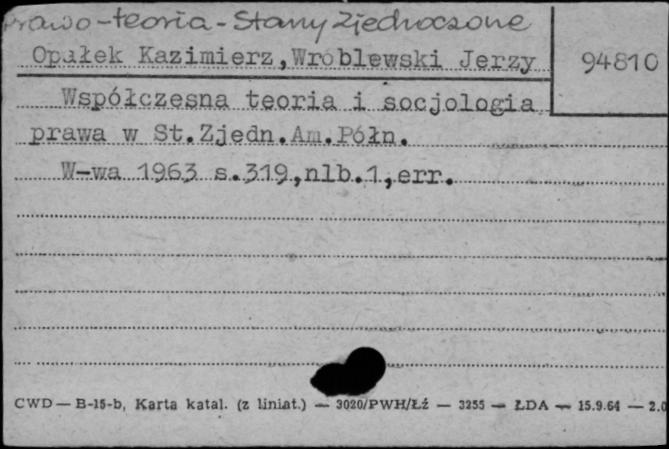 Prawo-teoria-Stany Zjednoczone
Opałek Kazimierz,Wróblewski Jerzy
94810
Współczesna teoria i socjologia
prawa w St.Zjedn.Am.Półn.
W-wa 1963 s.319,nlb.1,err.
CWD — B-15-b, Karta katal. (z liniat.) — 3020/PWH/Łź — 3255 — ŁDA — 15.9.64 — 2.0